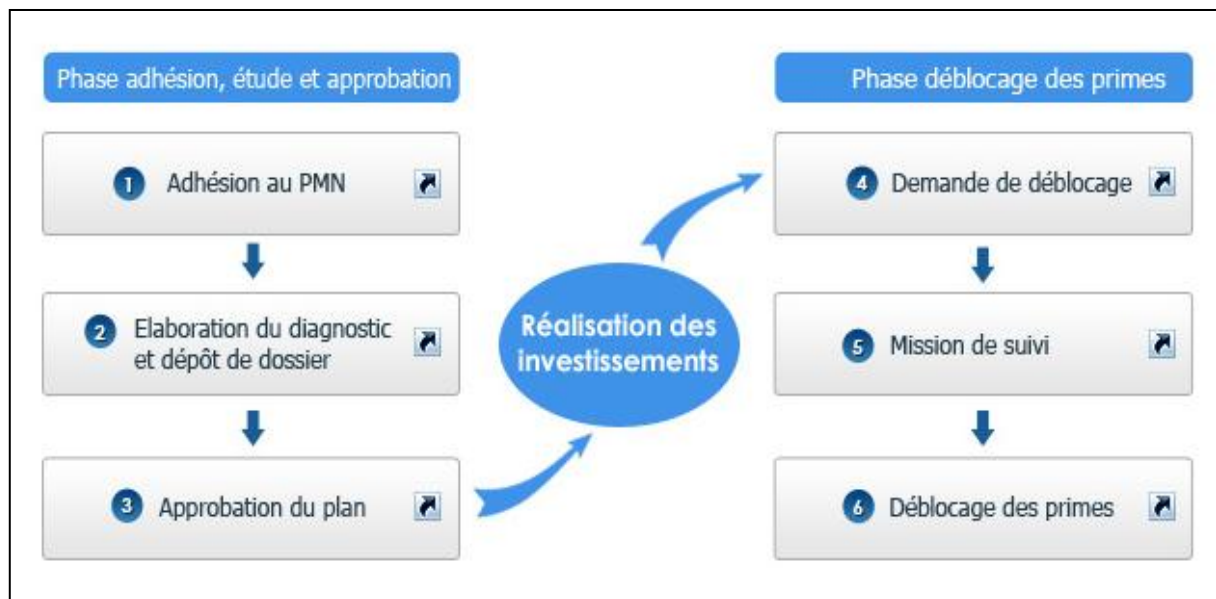 Phase adhésion, étude et approbation
1 Adhésion au PMN
2 Elaboration du diagnostic
et dépôt de dossier
3 Approbation du plan
Réalisation des
investissements
Phase déblocage des primes
4 Demande de déblocage
5 Mission de suivi
6 Déblocage des primes